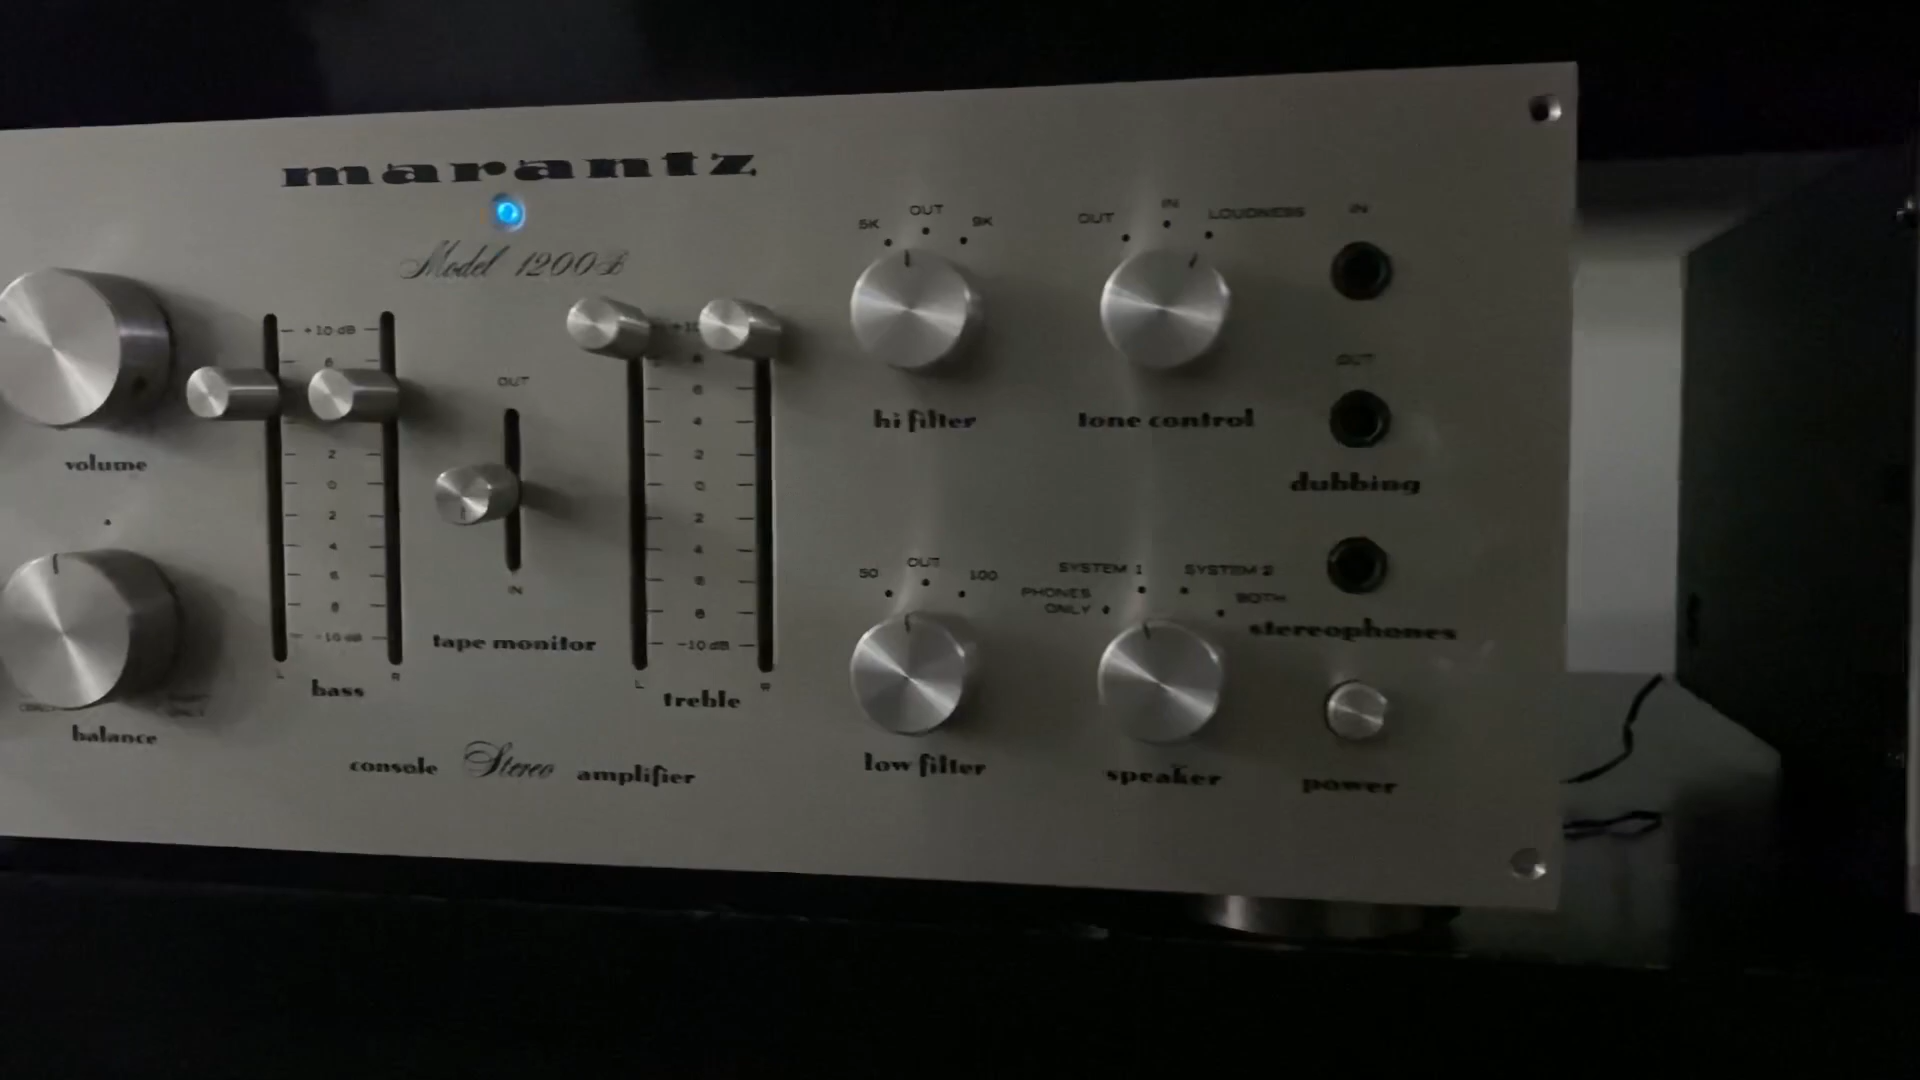 marantz
Model 1200B
volume
balance
+10 dB
6
2
0
2
4
6
8
-10 dB
L
R
bass
OUT
IN
tape monitor
+10
8
6
4
2
0
2
4
6
8
-10 dB
L
R
treble
console Stereo amplifier
5K OUT 9K
hi filter
OUT IN LOUDNESS
tone control
IN
OUT
dubbing
50 OUT 100
low filter
PHONES ONLY SYSTEM 1 SYSTEM 2 BOTH
speaker
stereophones
power